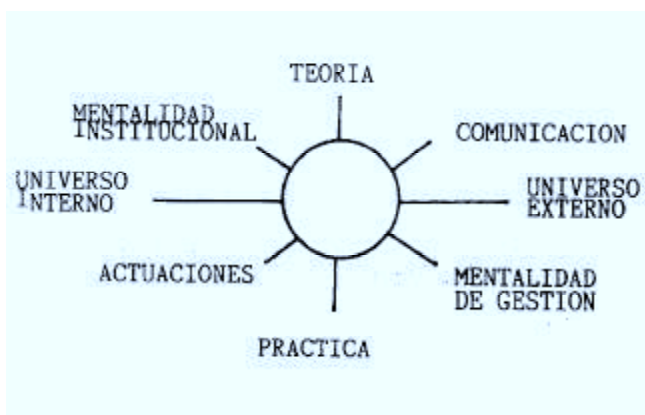 TEORIA
MENTALIDAD
INSTITUCIONAL
COMUNICACION
UNIVERSO
INTERNO
UNIVERSO
EXTERNO
ACTUACIONES
MENTALIDAD
DE GESTION
PRACTICA